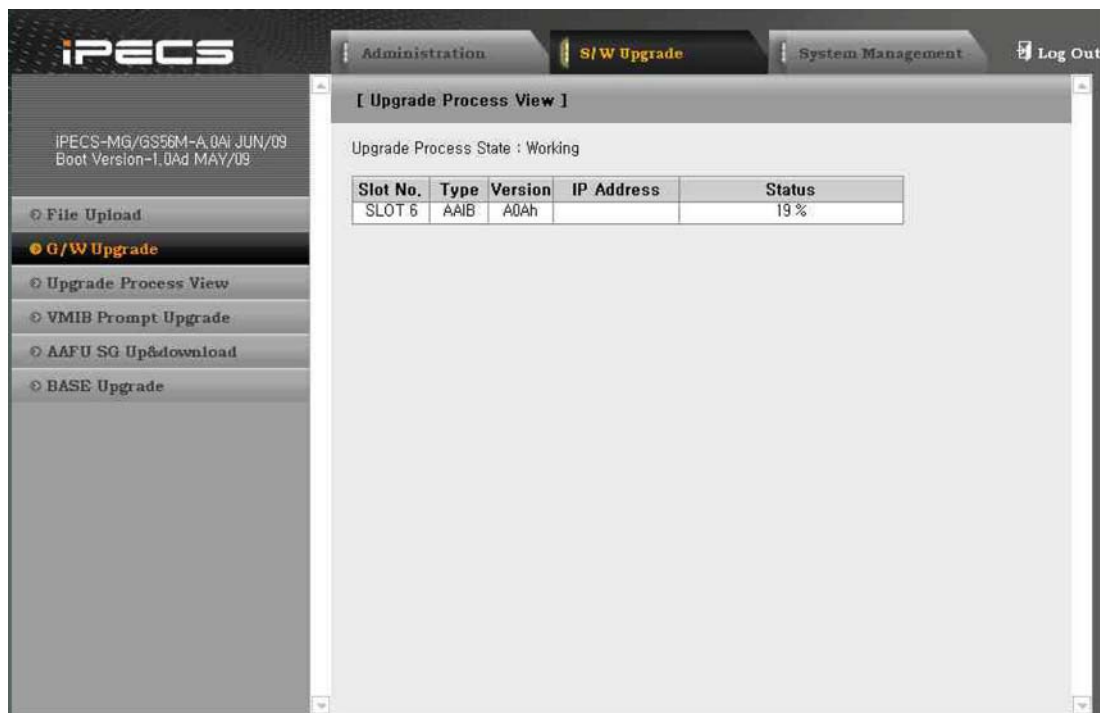 iPECS
Administration
S/W Upgrade
System Management
Log Out
[ Upgrade Process View ]
iPECS-MG/GS56M-A.0Ai JUN/09
Boot Version-1.0Ad MAY/09
Upgrade Process State : Working
Slot No. Type Version IP Address Status
SLOT 6 AAIB A0Ah 19 %
File Upload
G/W Upgrade
Upgrade Process View
VMIB Prompt Upgrade
AAFU SG Up&download
BASE Upgrade